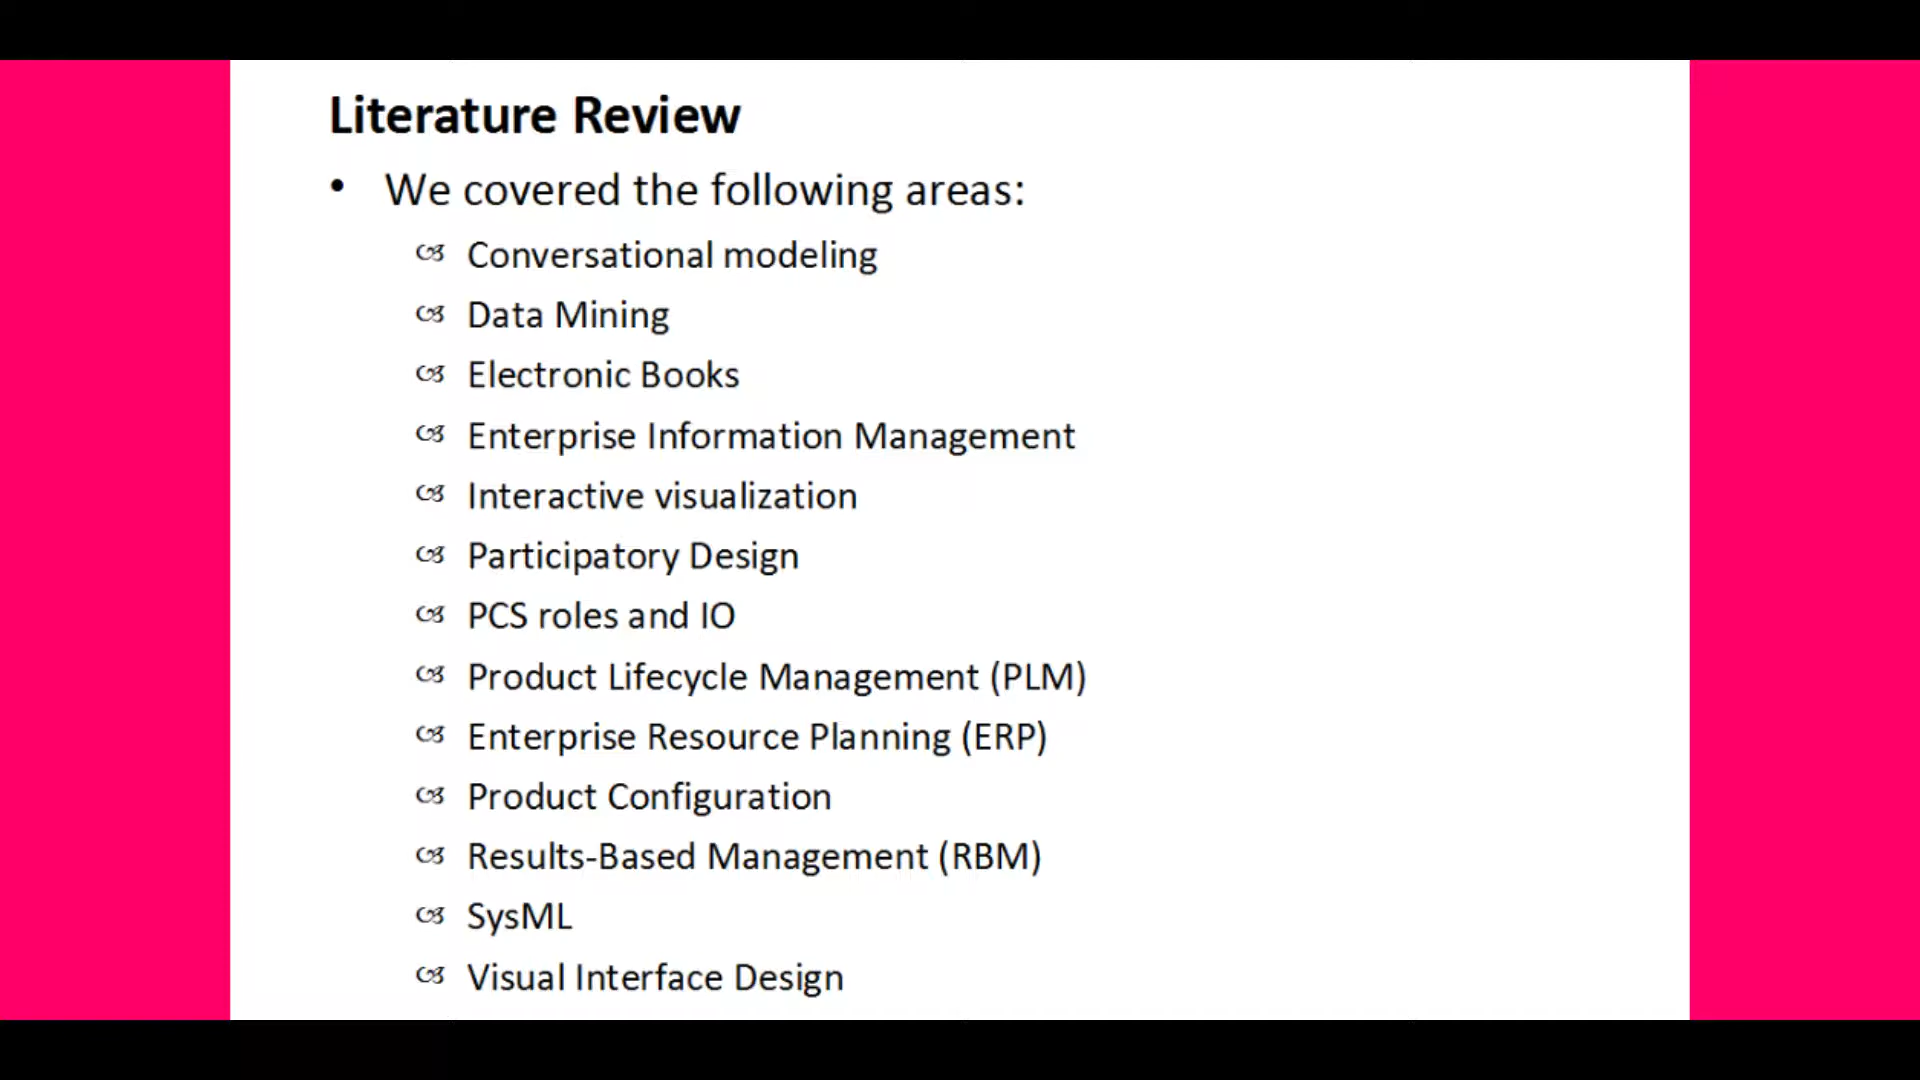 Literature Review
• We covered the following areas:
Conversational modeling
Data Mining
Electronic Books
Enterprise Information Management
Interactive visualization
Participatory Design
PCS roles and IO
Product Lifecycle Management (PLM)
Enterprise Resource Planning (ERP)
Product Configuration
Results-Based Management (RBM)
SysML
Visual Interface Design